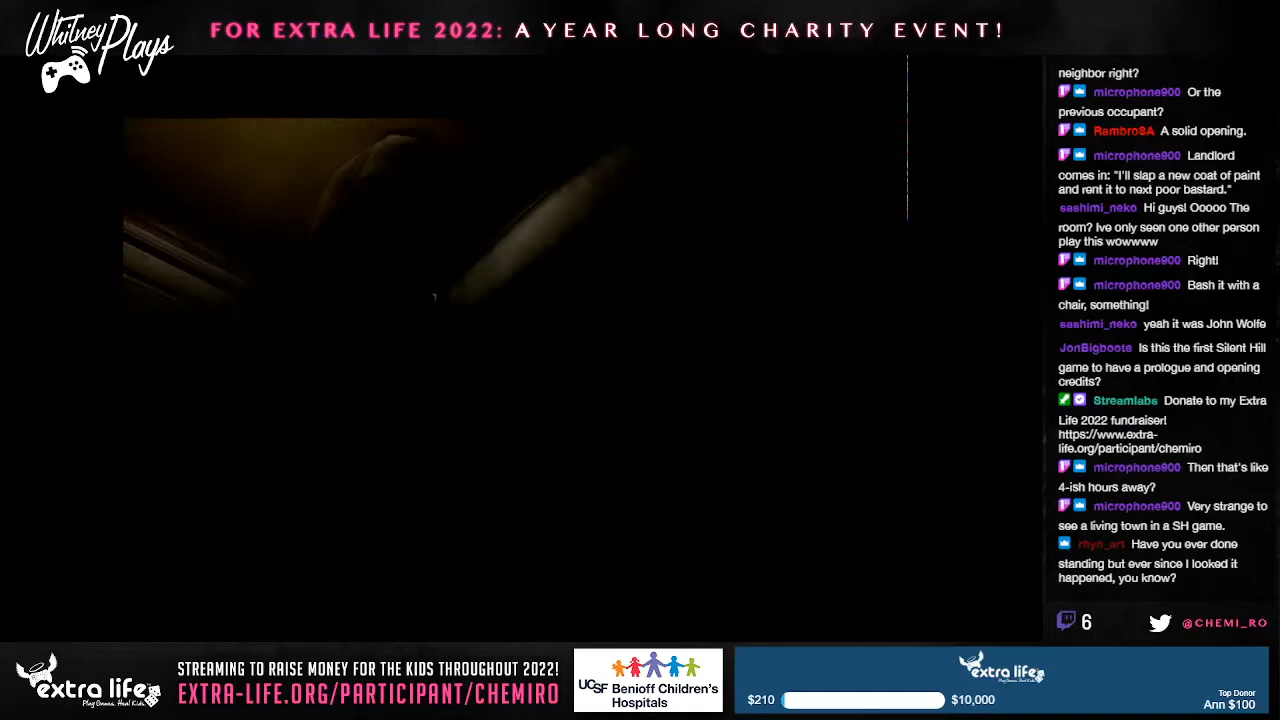 Whitney Plays
FOR EXTRA LIFE 2022: A YEAR LONG CHARITY EVENT!
neighbor right?
microphone900 Or the
previous occupant?
RambroSA A solid opening.
microphone900 Landlord
comes in: "I'll slap a new coat of paint
and rent it to next poor bastard."
sashimi_neko Hi guys! Ooooo The
room? Ive only seen one other person
play this wowwww
microphone900 Right!
microphone900 Bash it with a
chair, something!
sashimi_neko yeah it was John Wolfe
JonBigboote Is this the first Silent Hill
game to have a prologue and opening
credits?
Streamlabs Donate to my Extra
Life 2022 fundraiser!
https://www.extra-
life.org/participant/chemiro
microphone900 Then that's like
4-ish hours away?
microphone900 Very strange to
see a living town in a SH game.
rhyn_art Have you ever done
standing but ever since I looked it
happened, you know?
6
@CHEMI_RO
extra life
Play Games. Heal Kids.
STREAMING TO RAISE MONEY FOR THE KIDS THROUGHOUT 2022!
EXTRA-LIFE.ORG/PARTICIPANT/CHEMIRO
UCSF Benioff Children's
Hospitals
extra life
Play Games. Heal Kids.
$210
$10,000
Top Donor
Ann $100